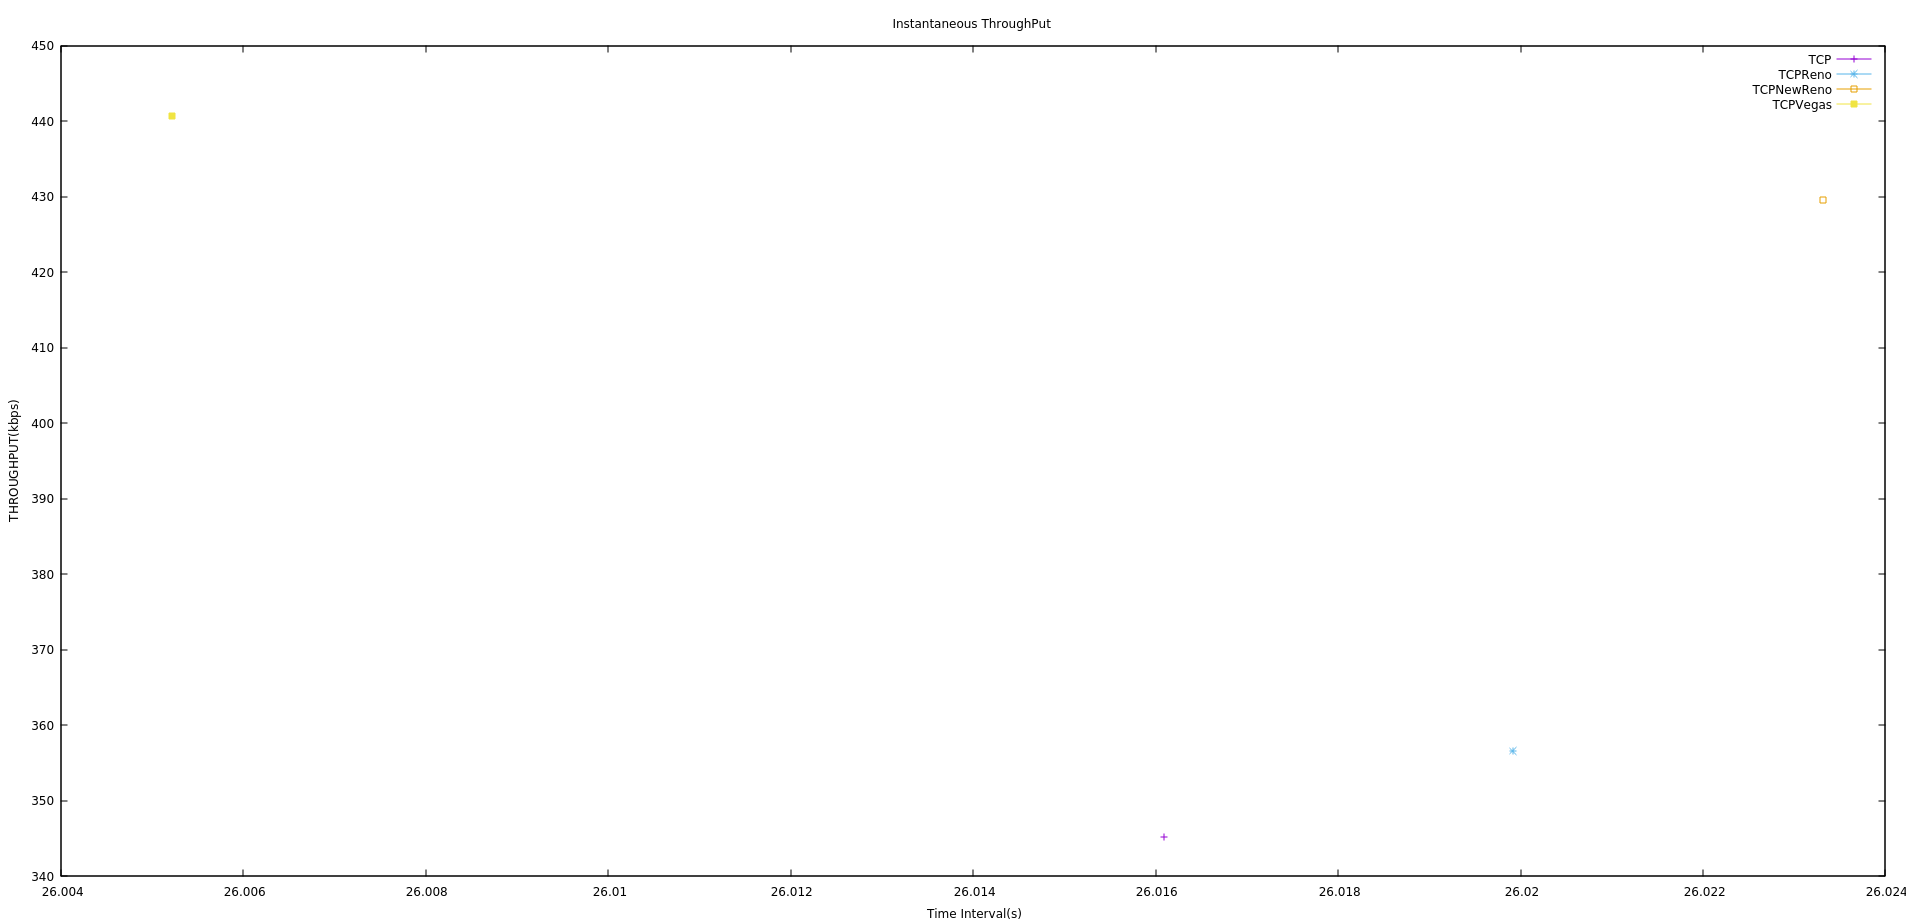 Instantaneous ThroughPut
450
440
430
420
410
400
390
380
370
360
350
340
THROUGHPUT(kbps)
TCP
TCPReno
TCPNewReno
TCPVegas
26.004 26.006 26.008 26.01 26.012 26.014 26.016 26.018 26.02 26.022 26.024
Time Interval(s)